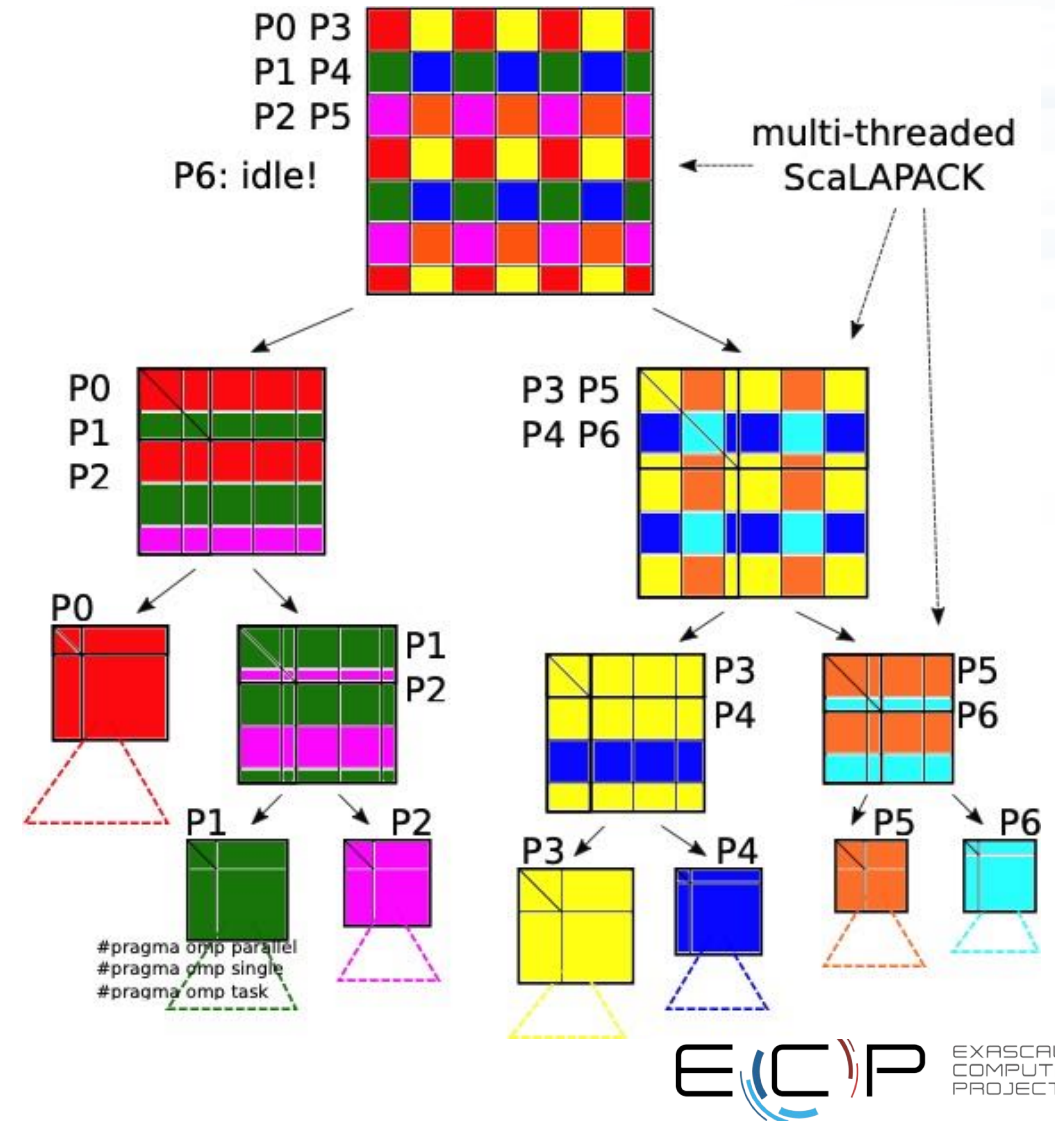 P0 P3
P1 P4
P2 P5
P6: idle!
multi-threaded
ScaLAPACK
P0
P1
P2
P3 P5
P4 P6
P0
P1
P2
P3
P4
P5
P6
P1
P2
P3
P4
P5
P6
#pragma omp parallel
#pragma omp single
#pragma omp task
ECP
COMPUT
PROJECT